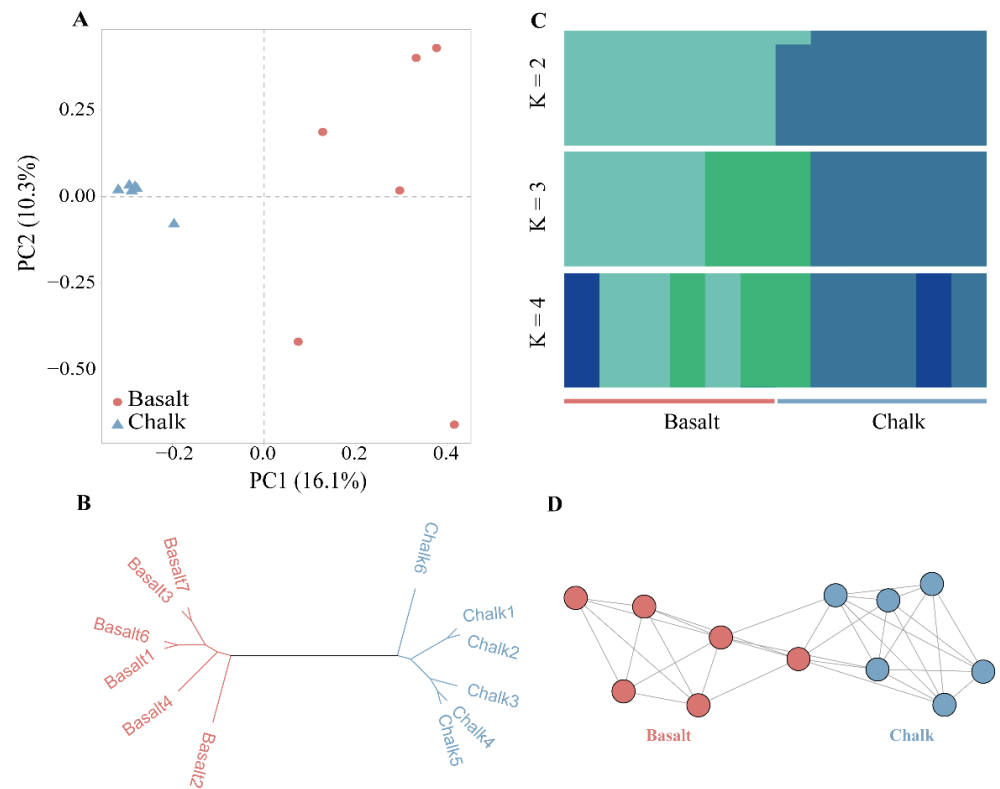 A
0.25
0.00
−0.25
−0.50
PC2 (10.3%)
Basalt
Chalk
−0.2
0.0
0.2
0.4
PC1 (16.1%)
C
K = 2
K = 3
K = 4
Basalt
Chalk
B
Basalt7
Basalt3
Basalt6
Basalt1
Basalt4
Basalt2
Chalk6
Chalk1
Chalk2
Chalk3
Chalk4
Chalk5
D
Basalt
Chalk